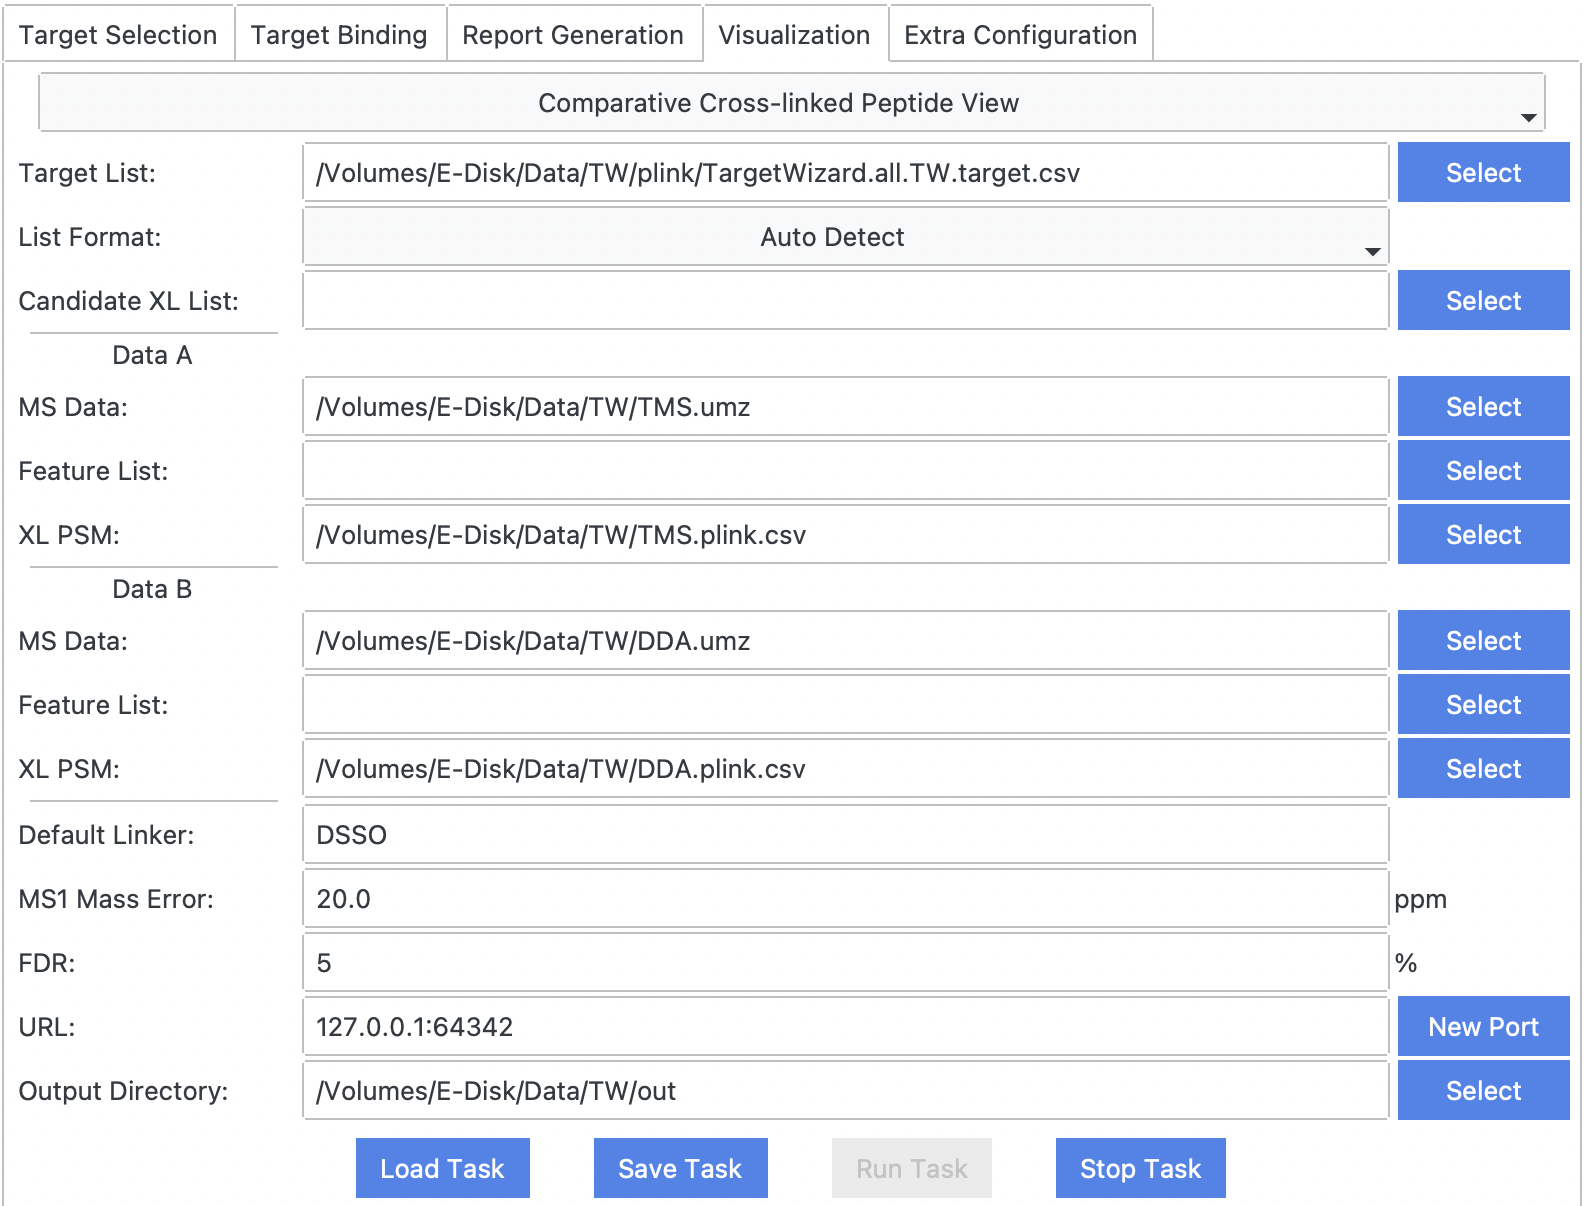 Target Selection Target Binding Report Generation Visualization Extra Configuration
Comparative Cross-linked Peptide View
Target List: /Volumes/E-Disk/Data/TW/plink/TargetWizard.all.TW.target.csv Select
List Format: Auto Detect
Candidate XL List: Select
Data A
MS Data: /Volumes/E-Disk/Data/TW/TMS.umz Select
Feature List: Select
XL PSM: /Volumes/E-Disk/Data/TW/TMS.plink.csv Select
Data B
MS Data: /Volumes/E-Disk/Data/TW/DDA.umz Select
Feature List: Select
XL PSM: /Volumes/E-Disk/Data/TW/DDA.plink.csv Select
Default Linker: DSSO
MS1 Mass Error: 20.0 ppm
FDR: 5 %
URL: 127.0.0.1:64342 New Port
Output Directory: /Volumes/E-Disk/Data/TW/out Select
Load Task Save Task Run Task Stop Task